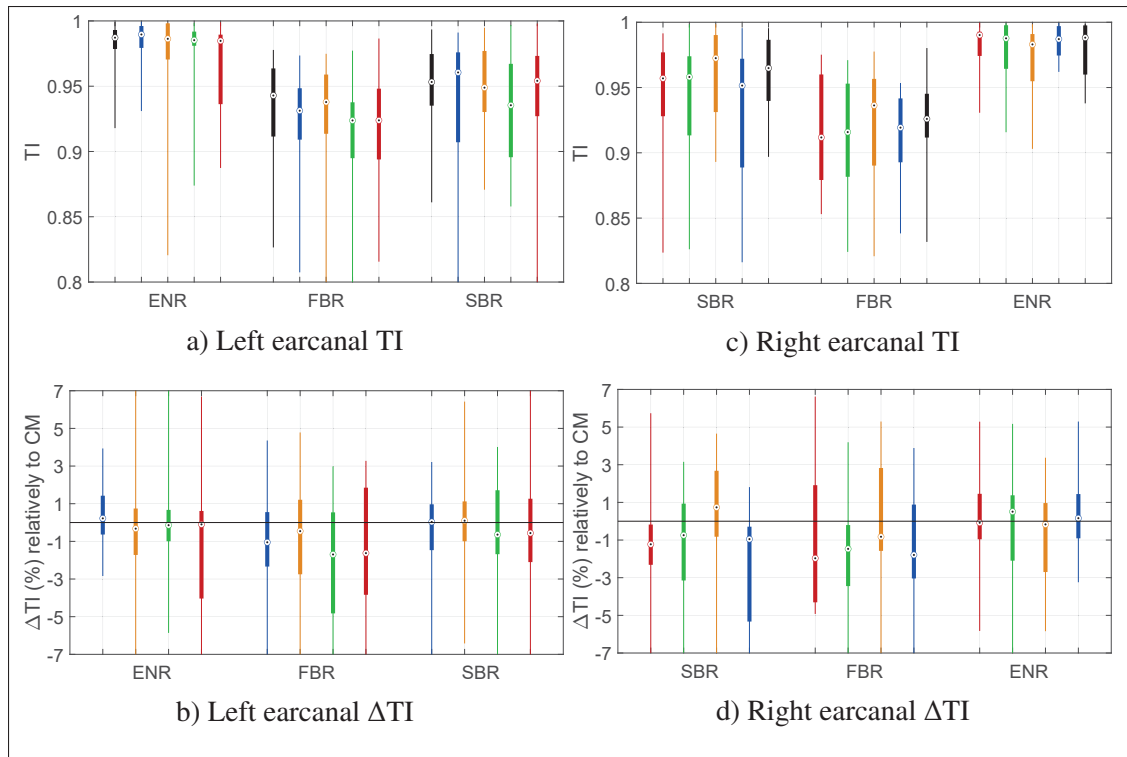 1
0.95
0.9
0.85
0.8
TI
ENR FBR SBR
a) Left earcanal TI
1
0.95
0.9
0.85
0.8
TI
SBR FBR ENR
c) Right earcanal TI
7
5
3
1
-1
-3
-5
-7
ΔTI (%) relatively to CM
ENR FBR SBR
b) Left earcanal ΔTI
7
5
3
1
-1
-3
-5
-7
ΔTI (%) relatively to CM
SBR FBR ENR
d) Right earcanal ΔTI